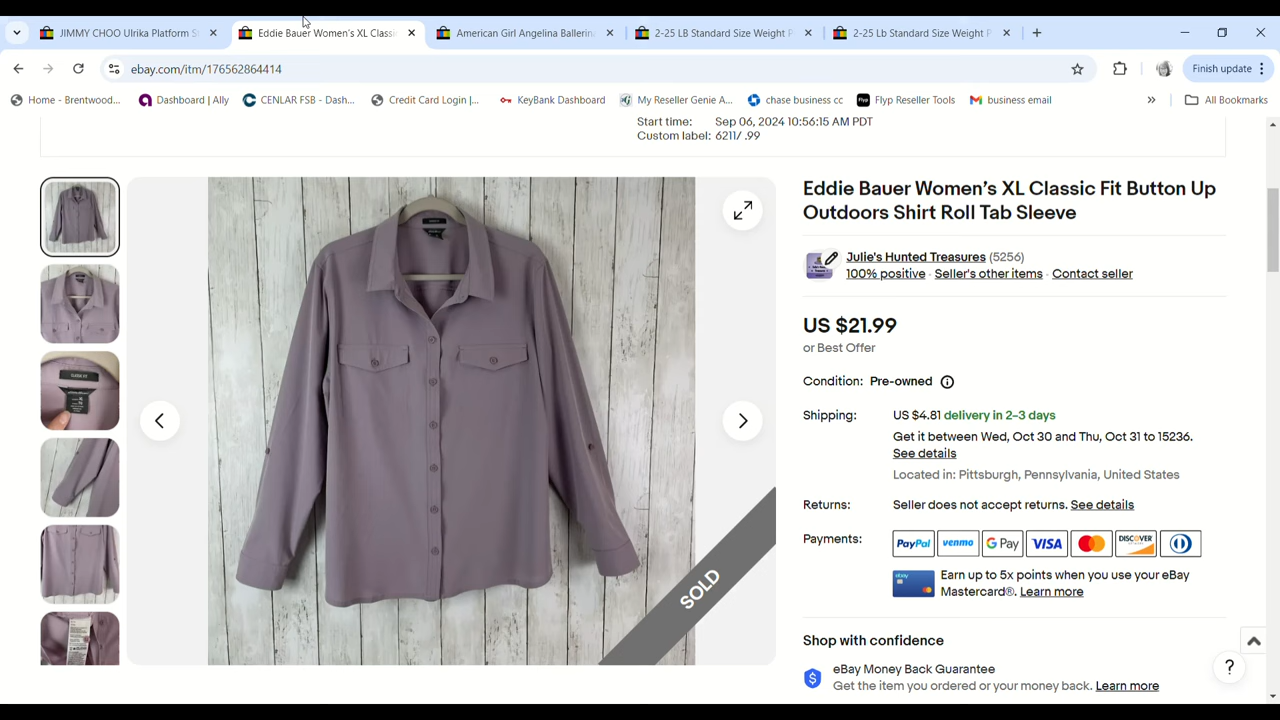 JIMMY CHOO Ulrika Platform S
Eddie Bauer Women's XL Classic
American Girl Angelina Ballerin
2-25 LB Standard Size Weight P
2-25 Lb Standard Size Weight P
ebay.com/itm/176562864414
Finish update
Home - Brentwood...
Dashboard | Ally
CENLAR FSB - Dash...
Credit Card Login |...
KeyBank Dashboard
My Reseller Genie A...
chase business cc
Flyp Reseller Tools
business email
All Bookmarks
Start time: Sep 06, 2024 10:56:15 AM PDT
Custom label: 6211/ .99
Eddie Bauer Women's XL Classic Fit Button Up
Outdoors Shirt Roll Tab Sleeve
Julie's Hunted Treasures (5256)
100% positive · Seller's other items · Contact seller
US $21.99
or Best Offer
Condition: Pre-owned
Shipping: US $4.81 delivery in 2–3 days
Get it between Wed, Oct 30 and Thu, Oct 31 to 15236.
See details
Located in: Pittsburgh, Pennsylvania, United States
Returns: Seller does not accept returns. See details
Payments: PayPal venmo G Pay VISA DISCOVER
Earn up to 5x points when you use your eBay
Mastercard®. Learn more
SOLD
Shop with confidence
eBay Money Back Guarantee
Get the item you ordered or your money back. Learn more
?